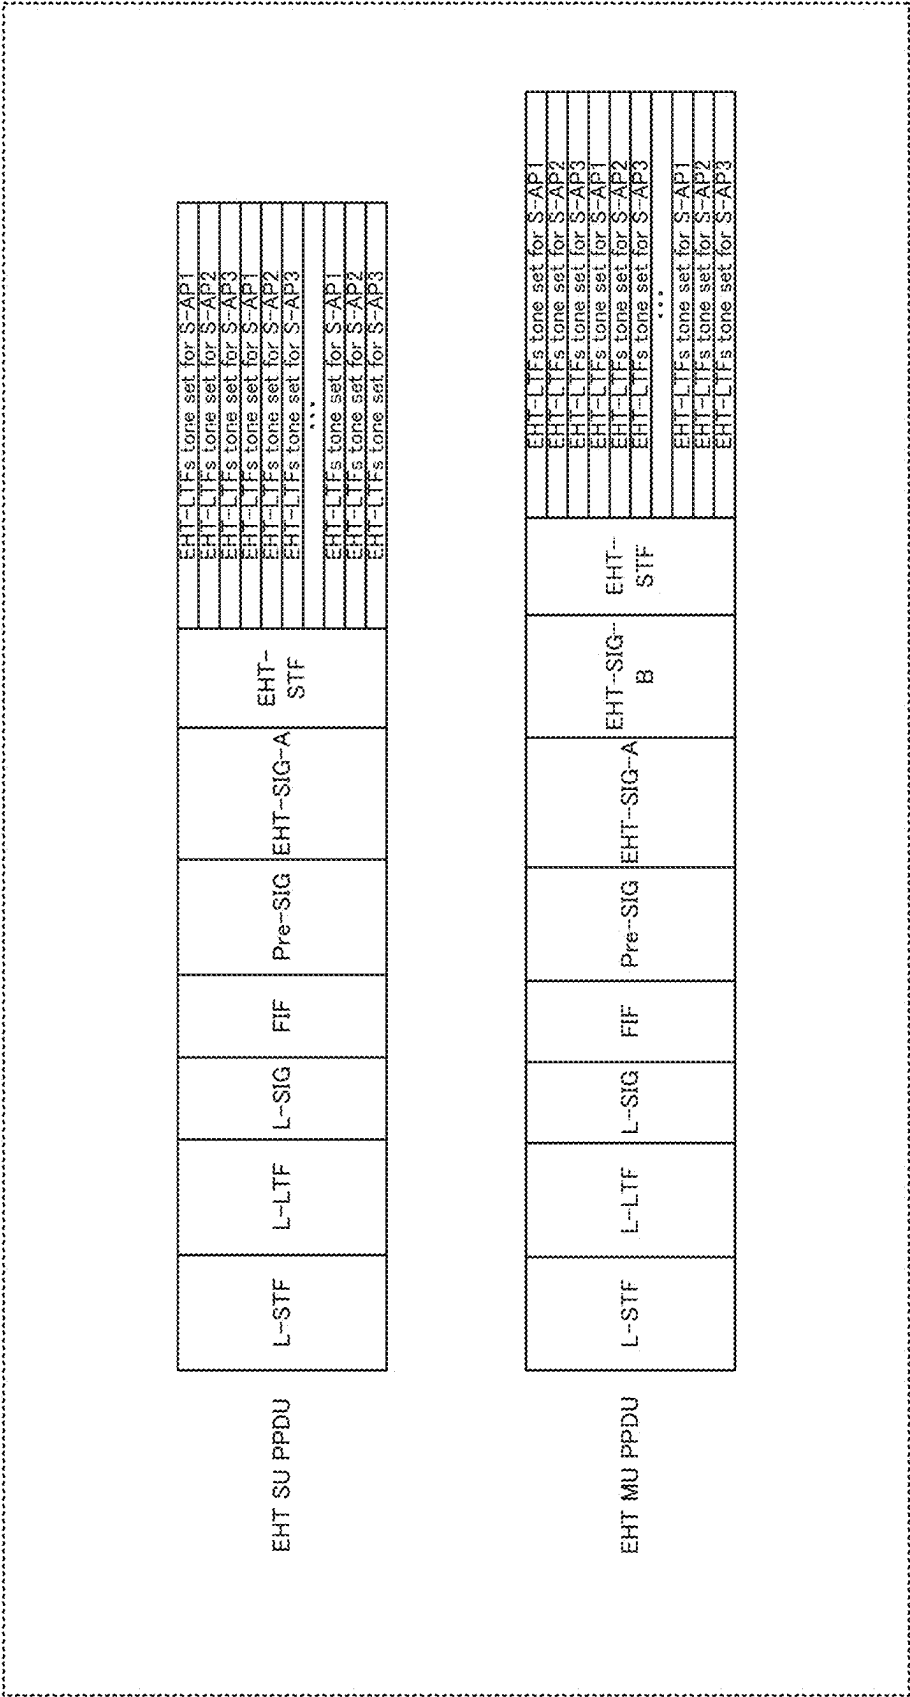 EHT SU PPDU
L-STF
L-LTF
L-SIG
FIF
Pre-SIG
EHT-SIG-A
EHT-
STF
EHT-LTFs tone set for S-AP1
EHT-LTFs tone set for S-AP2
EHT-LTFs tone set for S-AP3
EHT-LTFs tone set for S-AP1
EHT-LTFs tone set for S-AP2
EHT-LTFs tone set for S-AP3
...
EHT-LTFs tone set for S-AP1
EHT-LTFs tone set for S-AP2
EHT-LTFs tone set for S-AP3
EHT MU PPDU
L-STF
L-LTF
L-SIG
FIF
Pre-SIG
EHT-SIG-A
EHT-SIG-
B
EHT-
STF
EHT-LTFs tone set for S-AP1
EHT-LTFs tone set for S-AP2
EHT-LTFs tone set for S-AP3
EHT-LTFs tone set for S-AP1
EHT-LTFs tone set for S-AP2
EHT-LTFs tone set for S-AP3
...
EHT-LTFs tone set for S-AP1
EHT-LTFs tone set for S-AP2
EHT-LTFs tone set for S-AP3